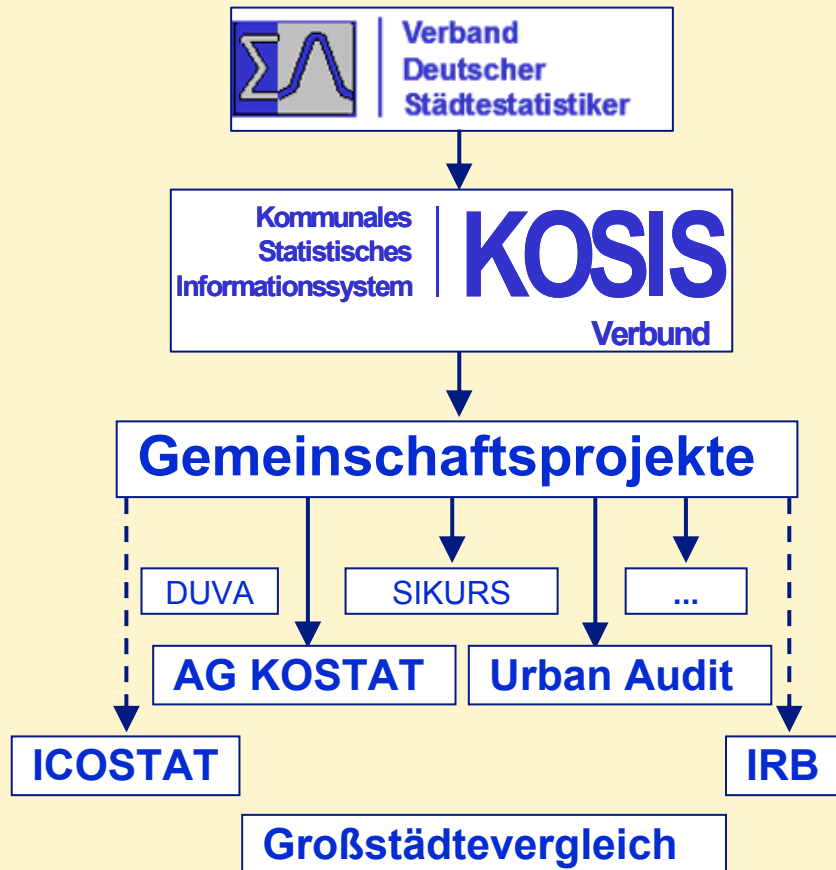 Verband
Deutscher
Städtestatistiker
Kommunales
Statistisches
Informationssystem
KOSIS
Verbund
Gemeinschaftsprojekte
DUVA
SIKURS
...
AG KOSTAT
Urban Audit
ICOSTAT
IRB
Großstädtevergleich